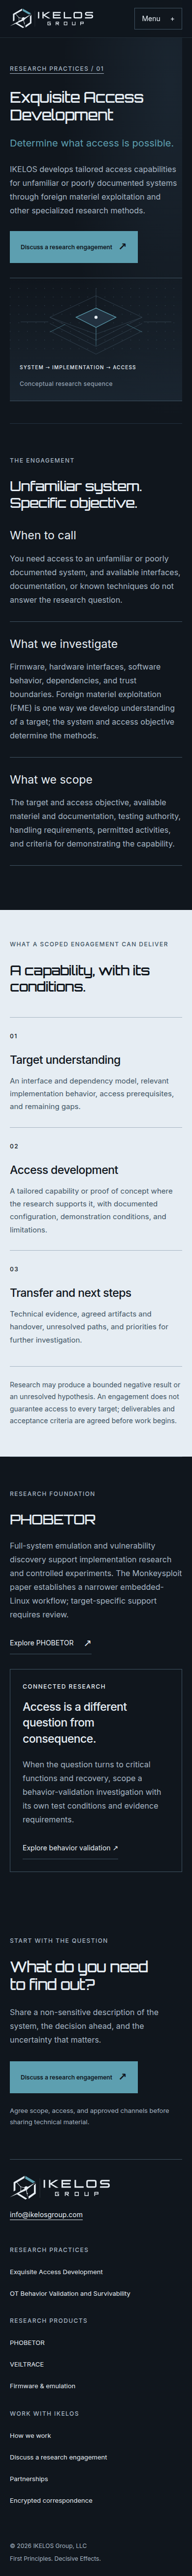 IKELOS
GROUP
Menu +
RESEARCH PRACTICES / 01
Exquisite Access
Development
Determine what access is possible.
IKELOS develops tailored access capabilities
for unfamiliar or poorly documented systems
through foreign materiel exploitation and
other specialized research methods.
Discuss a research engagement ↗
SYSTEM → IMPLEMENTATION → ACCESS
Conceptual research sequence
THE ENGAGEMENT
Unfamiliar system.
Specific objective.
When to call
You need access to an unfamiliar or poorly
documented system, and available interfaces,
documentation, or known techniques do not
answer the research question.
What we investigate
Firmware, hardware interfaces, software
behavior, dependencies, and trust
boundaries. Foreign materiel exploitation
(FME) is one way we develop understanding
of a target; the system and access objective
determine the methods.
What we scope
The target and access objective, available
materiel and documentation, testing authority,
handling requirements, permitted activities,
and criteria for demonstrating the capability.
WHAT A SCOPED ENGAGEMENT CAN DELIVER
A capability, with its
conditions.
01
Target understanding
An interface and dependency model, relevant
implementation behavior, access prerequisites,
and remaining gaps.
02
Access development
A tailored capability or proof of concept where
the research supports it, with documented
configuration, demonstration conditions, and
limitations.
03
Transfer and next steps
Technical evidence, agreed artifacts and
handover, unresolved paths, and priorities for
further investigation.
Research may produce a bounded negative result or
an unresolved hypothesis. An engagement does not
guarantee access to every target; deliverables and
acceptance criteria are agreed before work begins.
RESEARCH FOUNDATION
PHOBETOR
Full-system emulation and vulnerability
discovery support implementation research
and controlled experiments. The Monkeysploit
paper establishes a narrower embedded-
Linux workflow; target-specific support
requires review.
Explore PHOBETOR ↗
CONNECTED RESEARCH
Access is a different
question from
consequence.
When the question turns to critical
functions and recovery, scope a
behavior-validation investigation with
its own test conditions and evidence
requirements.
Explore behavior validation ↗
START WITH THE QUESTION
What do you need
to find out?
Share a non-sensitive description of the
system, the decision ahead, and the
uncertainty that matters.
Discuss a research engagement ↗
Agree scope, access, and approved channels before
sharing technical material.
IKELOS
GROUP
info@ikelosgroup.com
RESEARCH PRACTICES
Exquisite Access Development
OT Behavior Validation and Survivability
RESEARCH PRODUCTS
PHOBETOR
VEILTRACE
Firmware & emulation
WORK WITH IKELOS
How we work
Discuss a research engagement
Partnerships
Encrypted correspondence
© 2026 IKELOS Group, LLC
First Principles. Decisive Effects.